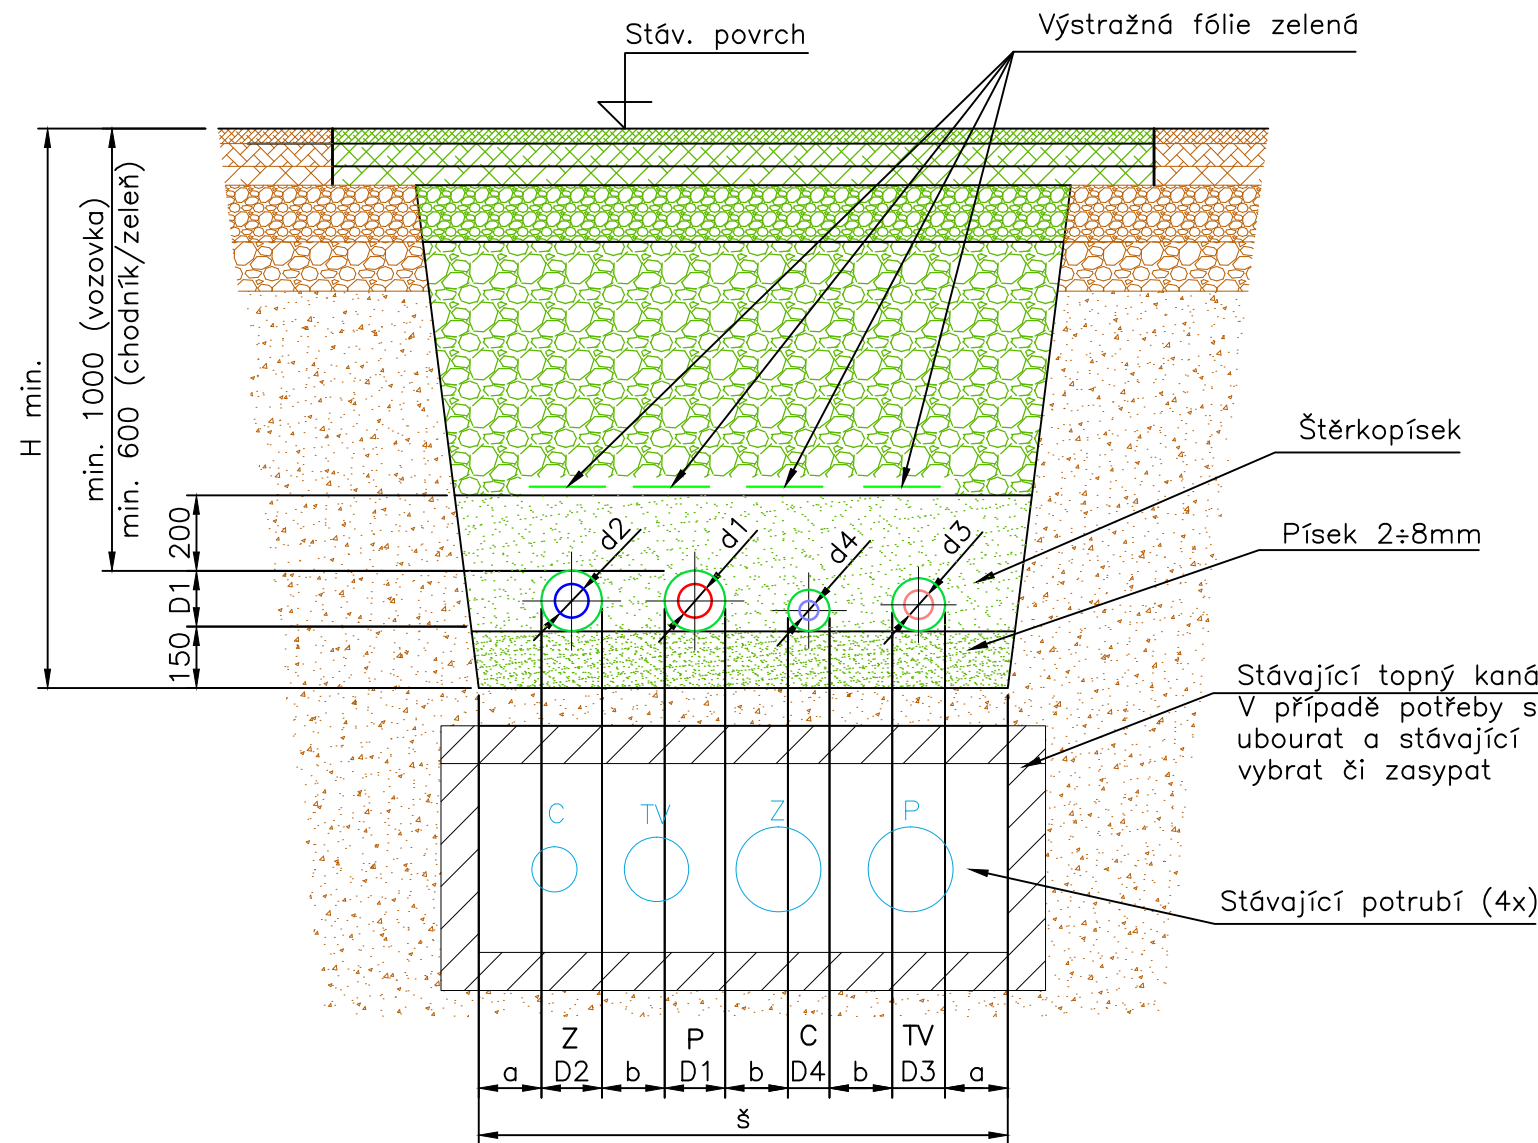 Stáv. povrch
Výstražná fólie zelená
H min.
min. 1000 (vozovka)
min. 600 (chodník/zeleň)
200
D1
150
d2
d1
d4
d3
Štěrkopísek
Písek 2÷8mm
Stávající topný kaná
V případě potřeby s
ubourat a stávající
vybrat či zasypat
C
TV
Z
P
Stávající potrubí (4x)
Z
P
C
TV
a
D2
b
D1
b
D4
b
D3
a
š